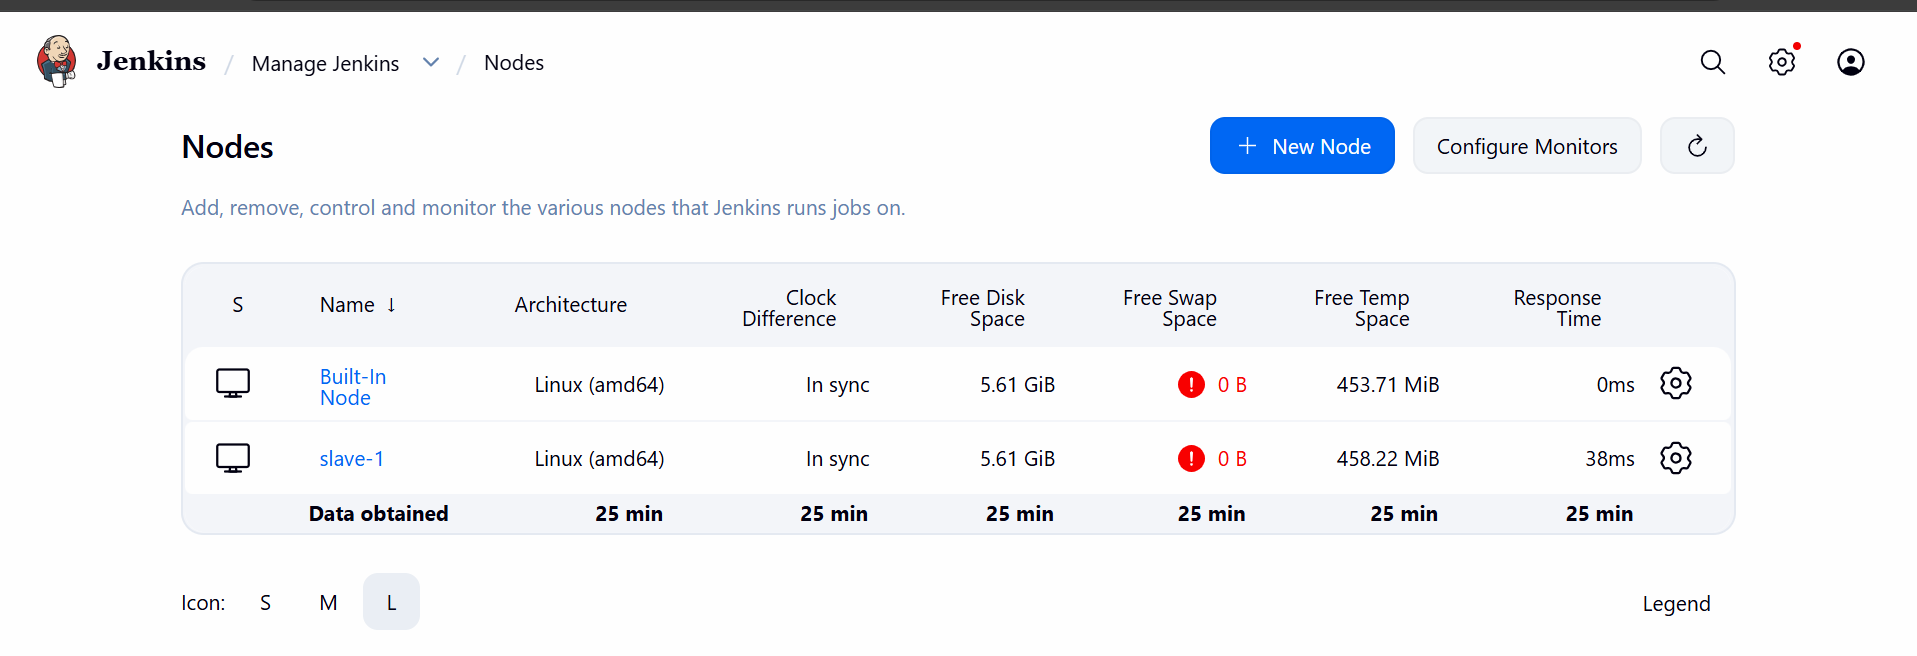 Jenkins / Manage Jenkins / Nodes
Nodes
+ New Node
Configure Monitors
Add, remove, control and monitor the various nodes that Jenkins runs jobs on.
S Name ↓ Architecture Clock Difference Free Disk Space Free Swap Space Free Temp Space Response Time
Built-In Node Linux (amd64) In sync 5.61 GiB ! 0 B 453.71 MiB 0ms
slave-1 Linux (amd64) In sync 5.61 GiB ! 0 B 458.22 MiB 38ms
Data obtained 25 min 25 min 25 min 25 min 25 min 25 min
Icon: S M L
Legend